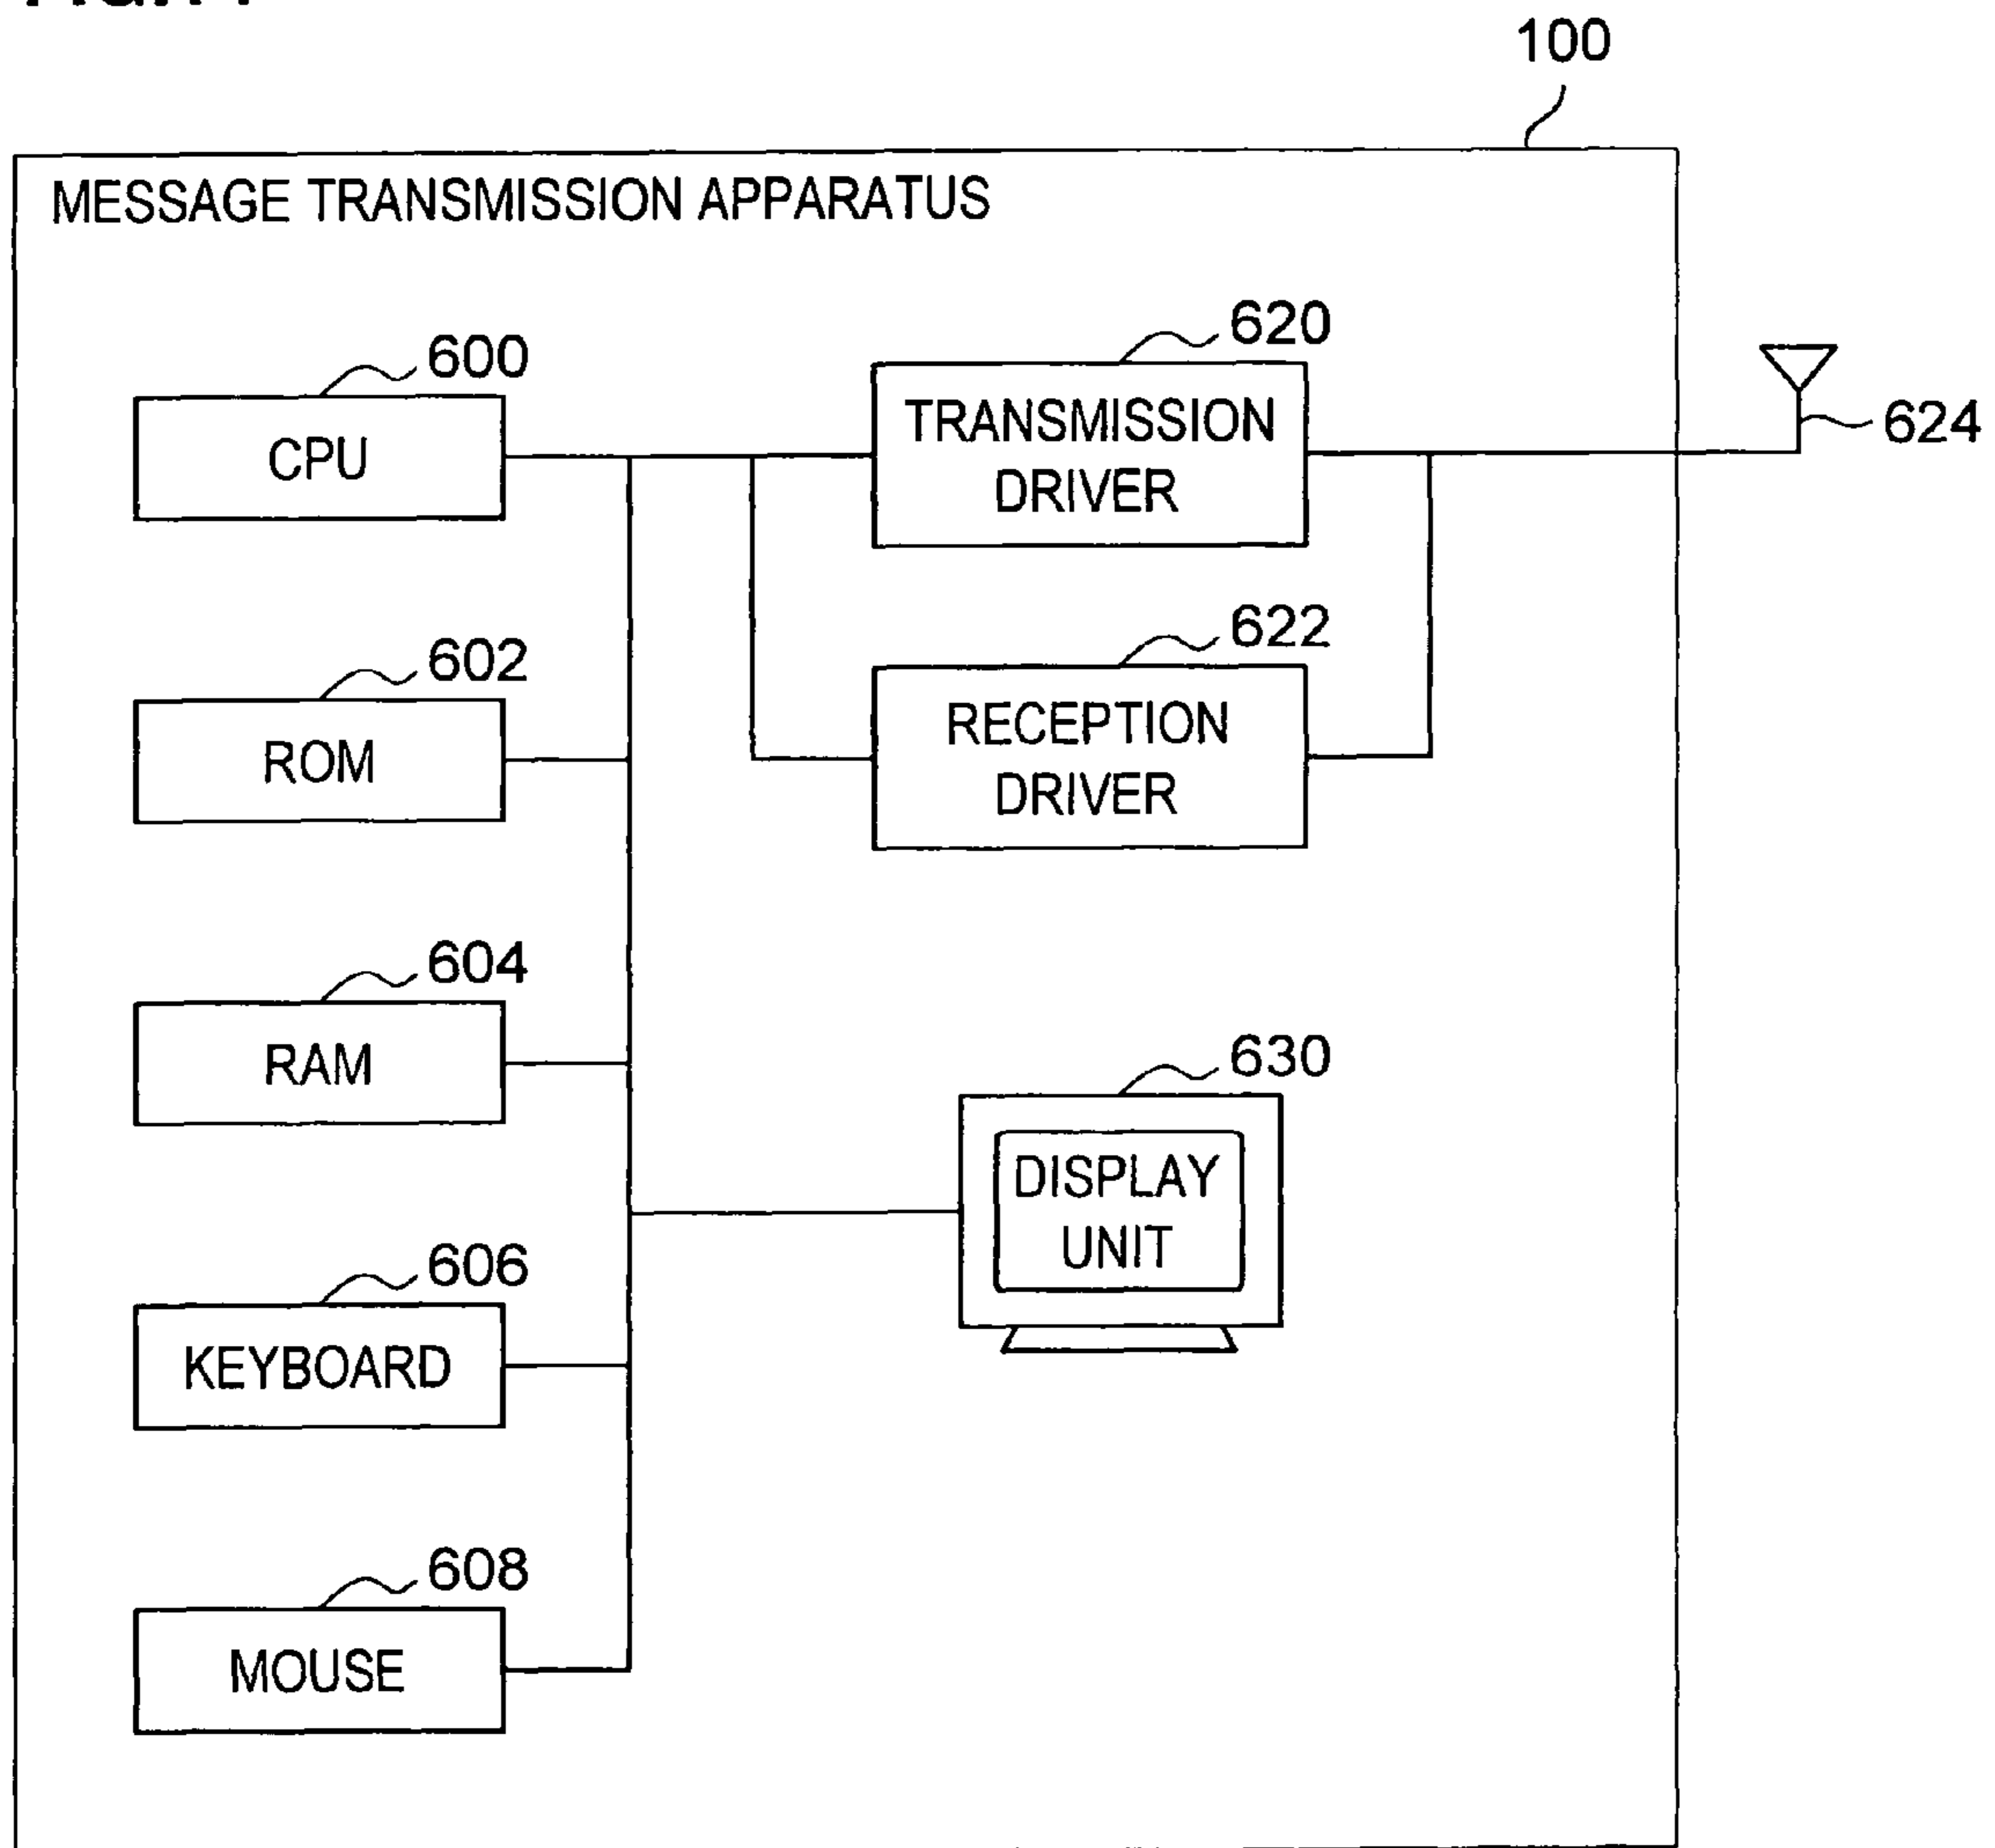 100
MESSAGE TRANSMISSION APPARATUS
600
CPU
620
TRANSMISSION
DRIVER
624
602
ROM
622
RECEPTION
DRIVER
604
RAM
630
DISPLAY
UNIT
606
KEYBOARD
608
MOUSE